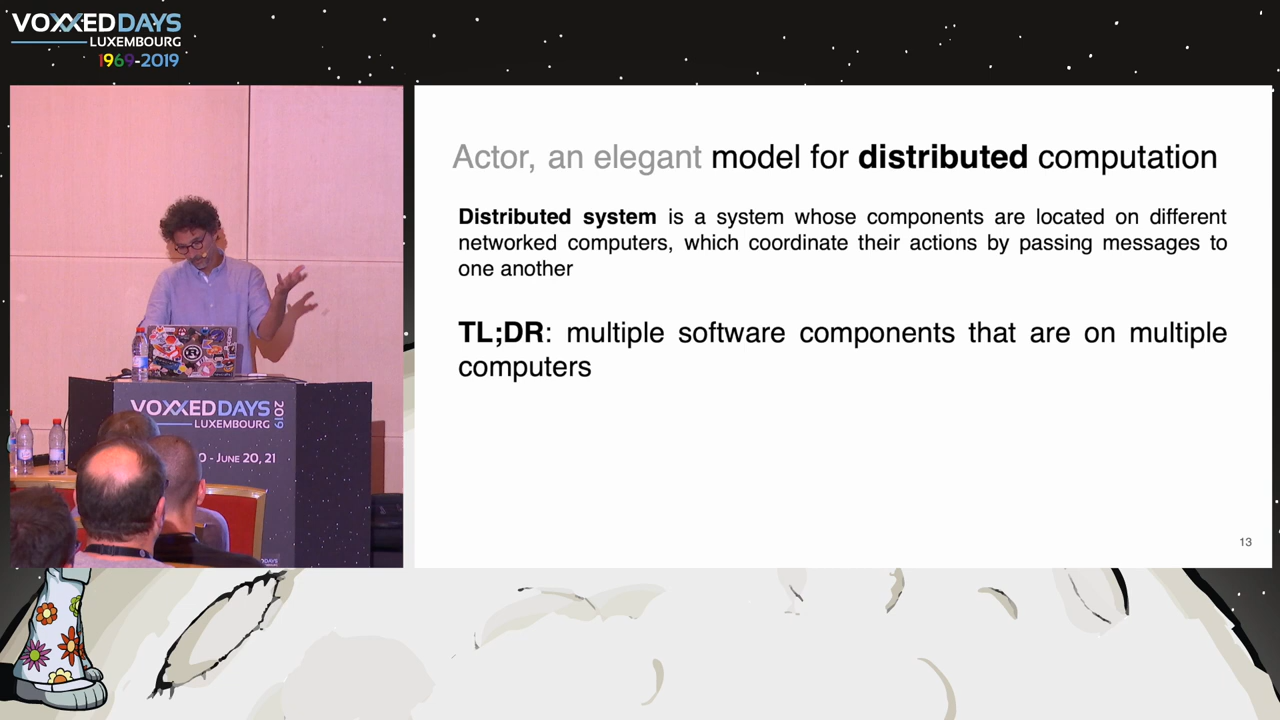 VOXXEDDAYS
LUXEMBOURG
1969-2019
Actor, an elegant model for distributed computation
Distributed system is a system whose components are located on different
networked computers, which coordinate their actions by passing messages to
one another
TL;DR: multiple software components that are on multiple
computers
13
VOXXEDDAYS 2019
LUXEMBOURG
0 - JUNE 20, 21